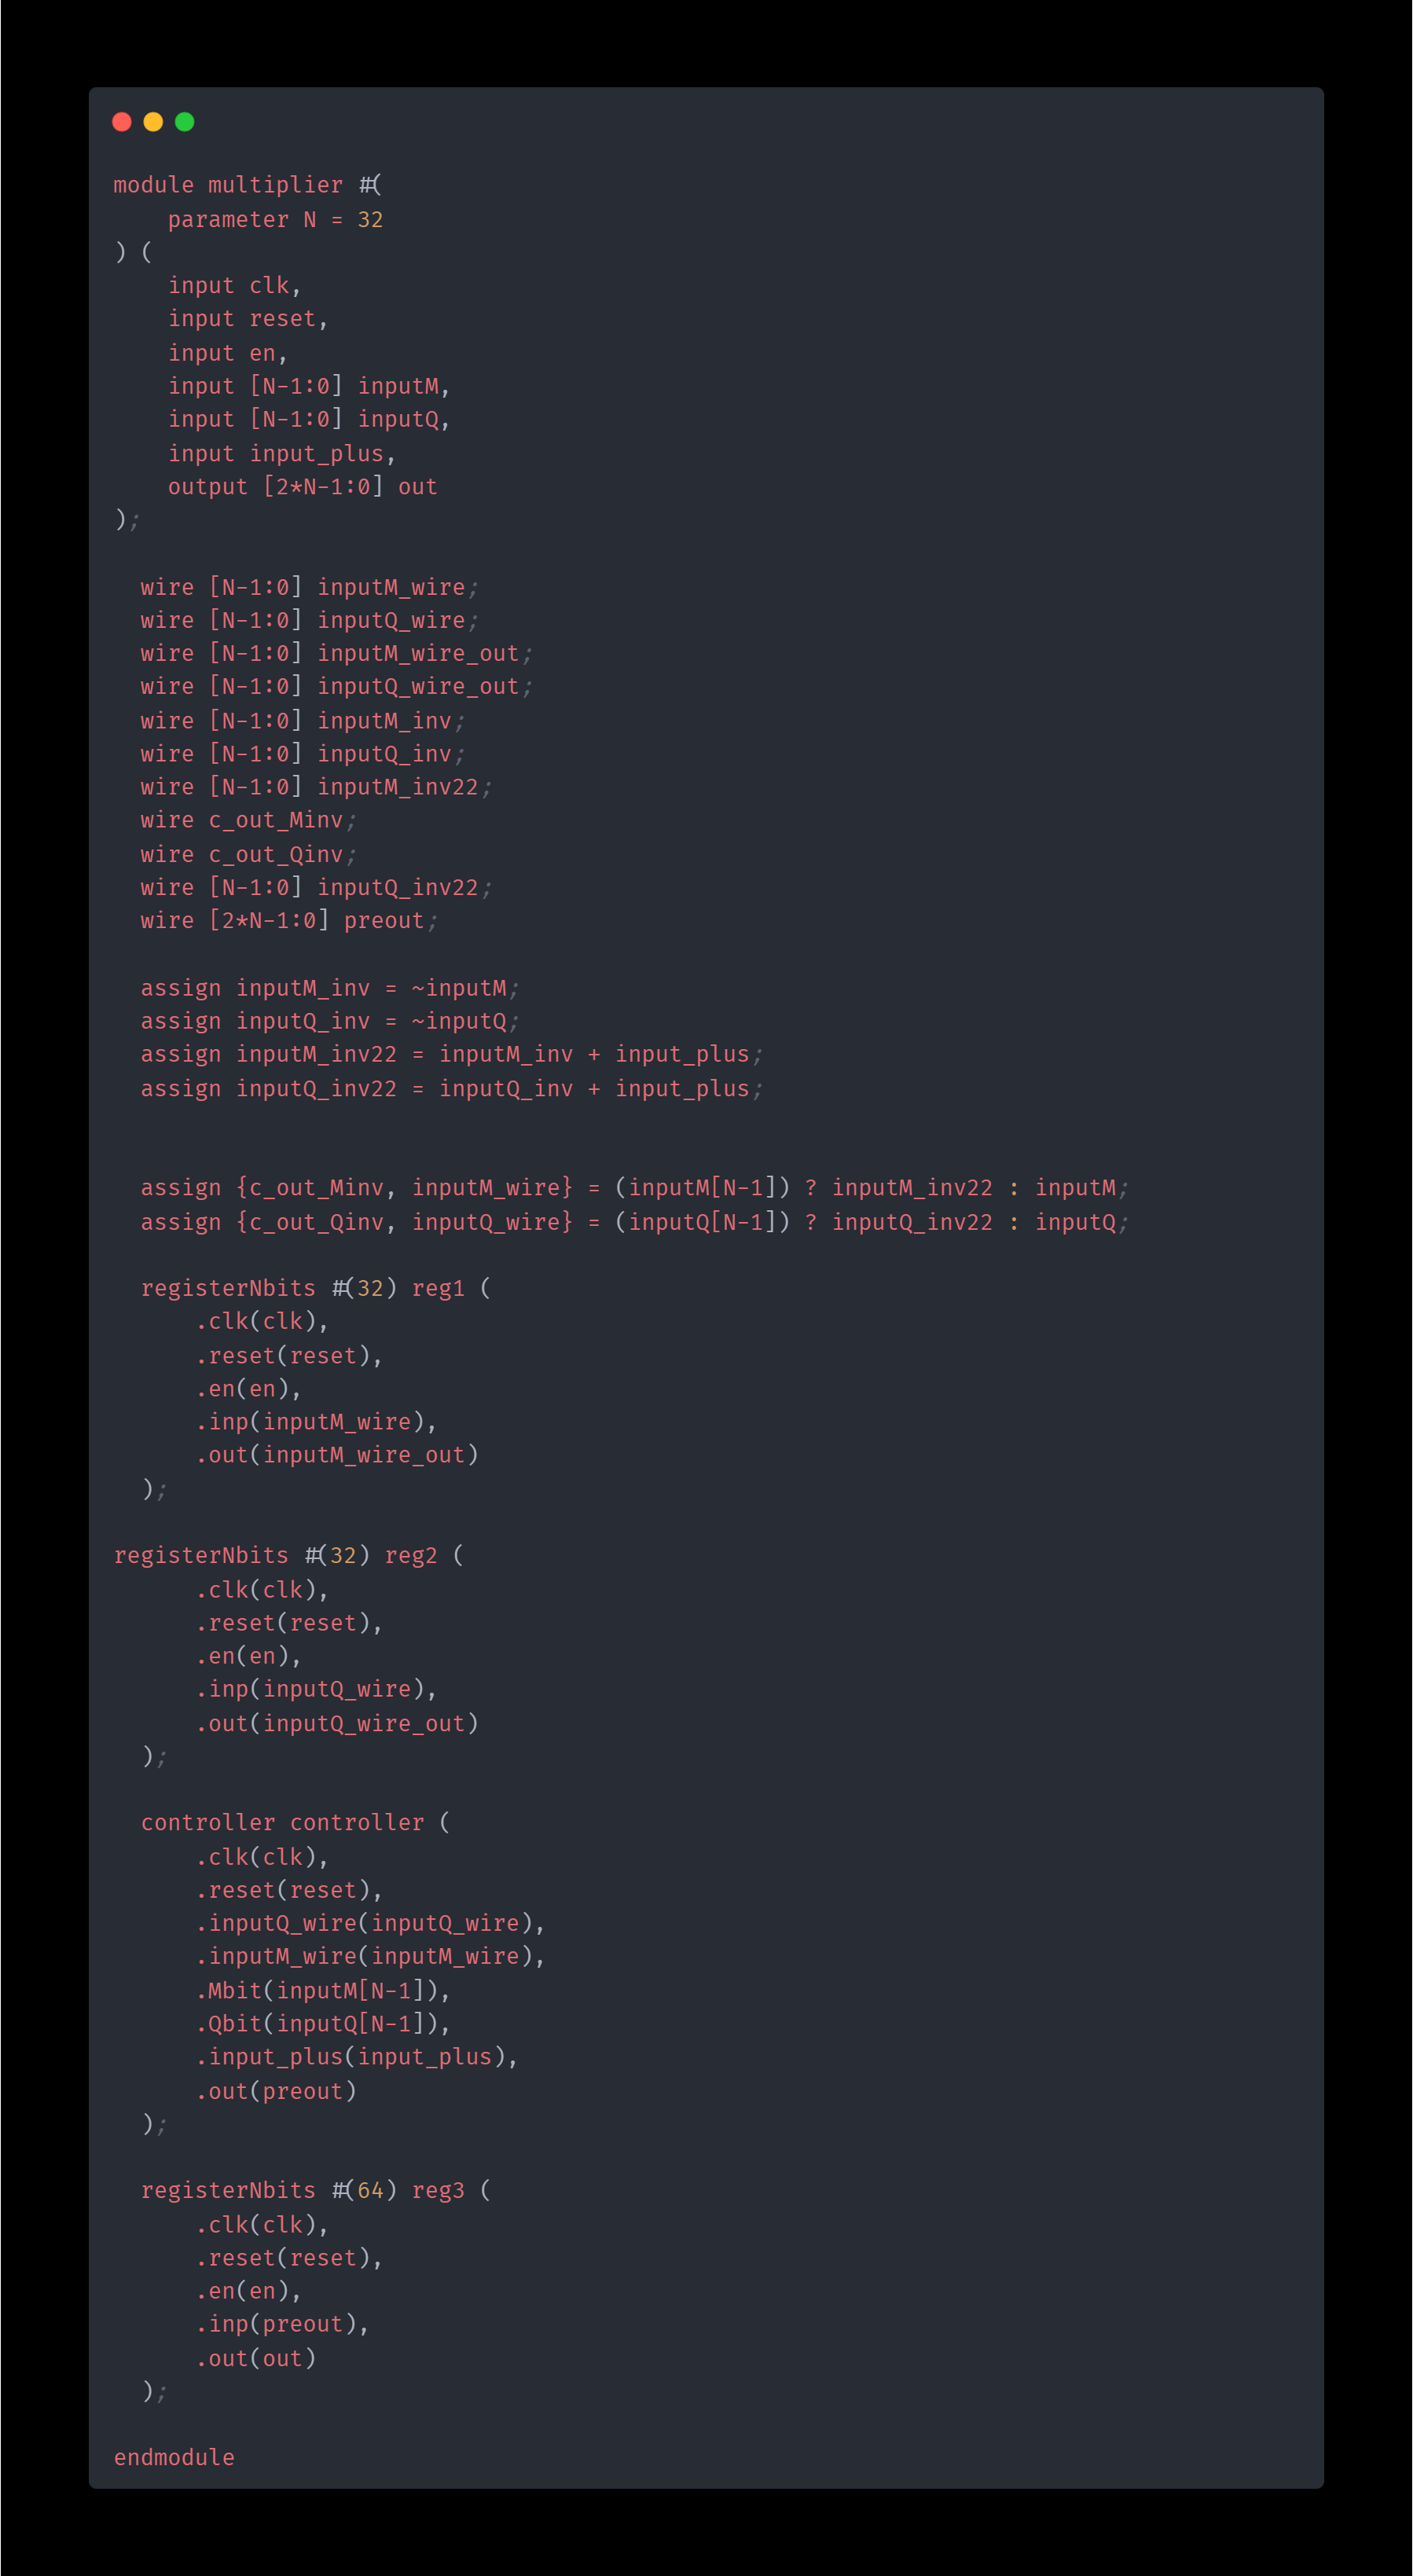 module multiplier #(
    parameter N = 32
) (
    input clk,
    input reset,
    input en,
    input [N-1:0] inputM,
    input [N-1:0] inputQ,
    input input_plus,
    output [2*N-1:0] out
);
  wire [N-1:0] inputM_wire;
  wire [N-1:0] inputQ_wire;
  wire [N-1:0] inputM_wire_out;
  wire [N-1:0] inputQ_wire_out;
  wire [N-1:0] inputM_inv;
  wire [N-1:0] inputQ_inv;
  wire [N-1:0] inputM_inv22;
  wire c_out_Minv;
  wire c_out_Qinv;
  wire [N-1:0] inputQ_inv22;
  wire [2*N-1:0] preout;
  assign inputM_inv = ~inputM;
  assign inputQ_inv = ~inputQ;
  assign inputM_inv22 = inputM_inv + input_plus;
  assign inputQ_inv22 = inputQ_inv + input_plus;
  assign {c_out_Minv, inputM_wire} = (inputM[N-1]) ? inputM_inv22 : inputM;
  assign {c_out_Qinv, inputQ_wire} = (inputQ[N-1]) ? inputQ_inv22 : inputQ;
  registerNbits #(32) reg1 (
      .clk(clk),
      .reset(reset),
      .en(en),
      .inp(inputM_wire),
      .out(inputM_wire_out)
  );
registerNbits #(32) reg2 (
      .clk(clk),
      .reset(reset),
      .en(en),
      .inp(inputQ_wire),
      .out(inputQ_wire_out)
  );
  controller controller (
      .clk(clk),
      .reset(reset),
      .inputQ_wire(inputQ_wire),
      .inputM_wire(inputM_wire),
      .Mbit(inputM[N-1]),
      .Qbit(inputQ[N-1]),
      .input_plus(input_plus),
      .out(preout)
  );
  registerNbits #(64) reg3 (
      .clk(clk),
      .reset(reset),
      .en(en),
      .inp(preout),
      .out(out)
  );
endmodule